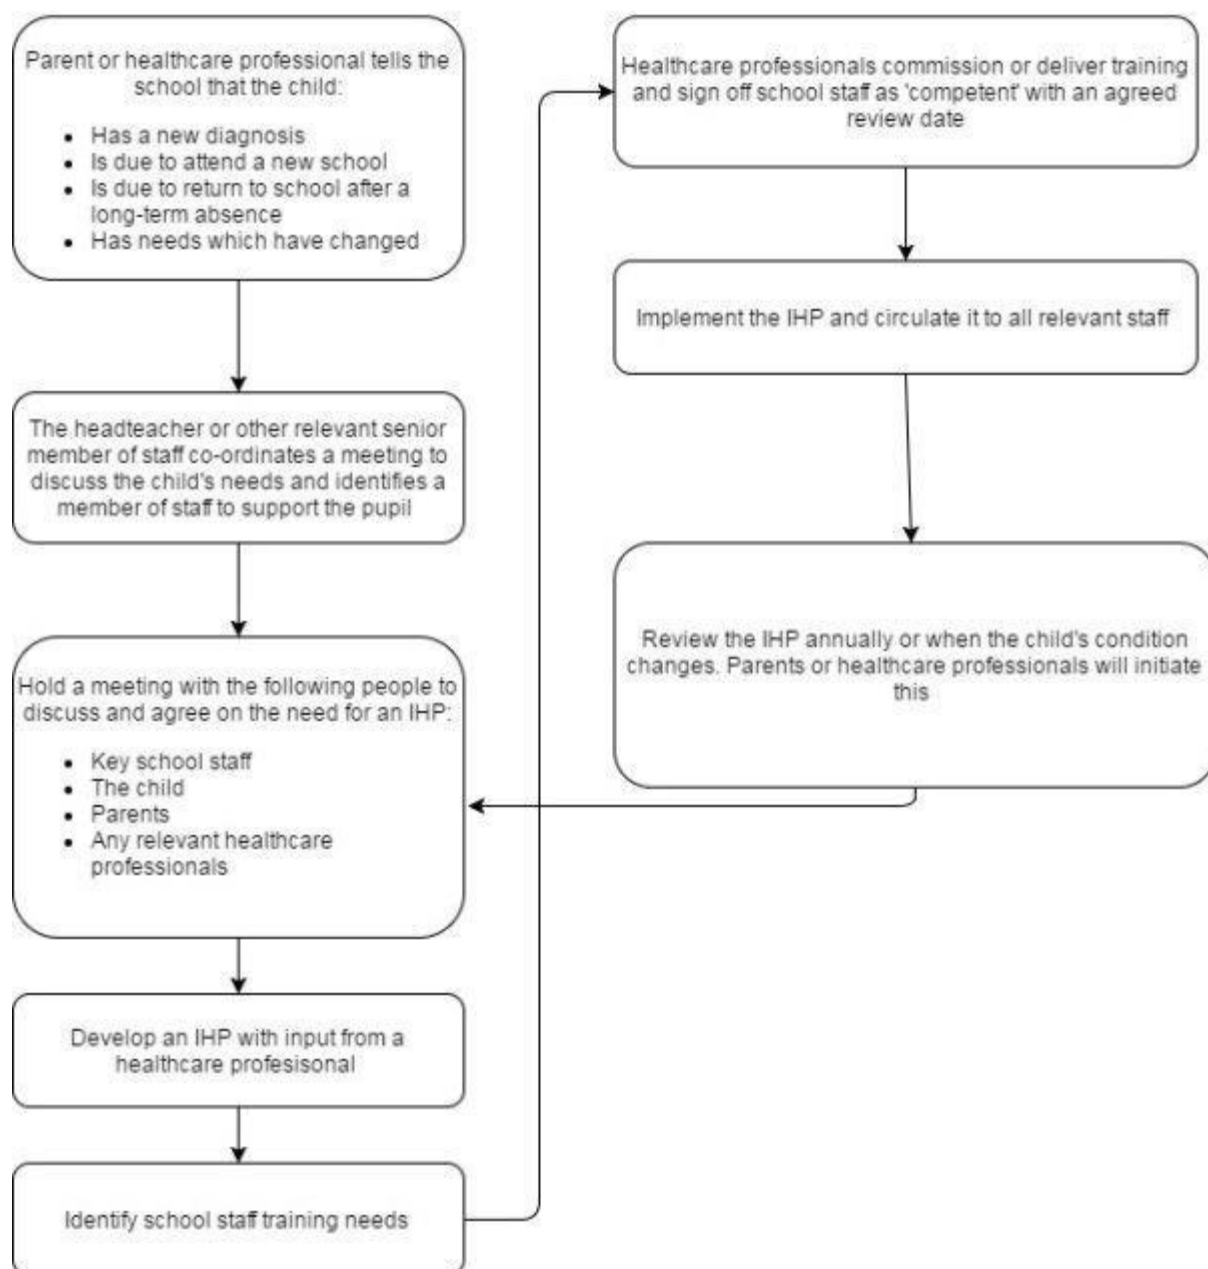 Parent or healthcare professional tells the
school that the child:
• Has a new diagnosis
• Is due to attend a new school
• Is due to return to school after a
long-term absence
• Has needs which have changed
The headteacher or other relevant senior
member of staff co-ordinates a meeting to
discuss the child's needs and identifies a
member of staff to support the pupil
Hold a meeting with the following people to
discuss and agree on the need for an IHP:
• Key school staff
• The child
• Parents
• Any relevant healthcare
professionals
Develop an IHP with input from a
healthcare profesisonal
Identify school staff training needs
Healthcare professionals commission or deliver training
and sign off school staff as 'competent' with an agreed
review date
Implement the IHP and circulate it to all relevant staff
Review the IHP annually or when the child's condition
changes. Parents or healthcare professionals will initiate
this